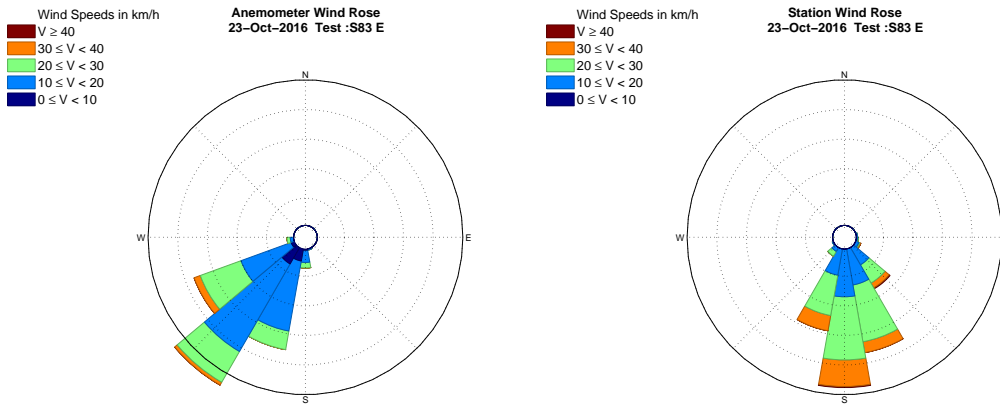 Wind Speeds in km/h
V ≥ 40
30 ≤ V < 40
20 ≤ V < 30
10 ≤ V < 20
0 ≤ V < 10
Anemometer Wind Rose
23−Oct−2016 Test :S83 E
N
W
E
S
Wind Speeds in km/h
V ≥ 40
30 ≤ V < 40
20 ≤ V < 30
10 ≤ V < 20
0 ≤ V < 10
Station Wind Rose
23−Oct−2016 Test :S83 E
N
W
S